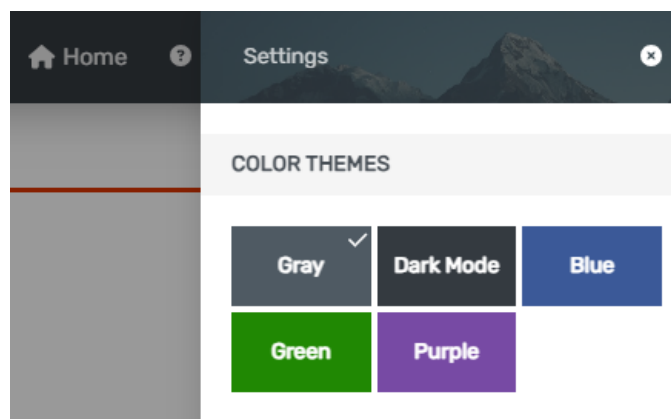 Home ? Settings
COLOR THEMES
Gray Dark Mode Blue
Green Purple